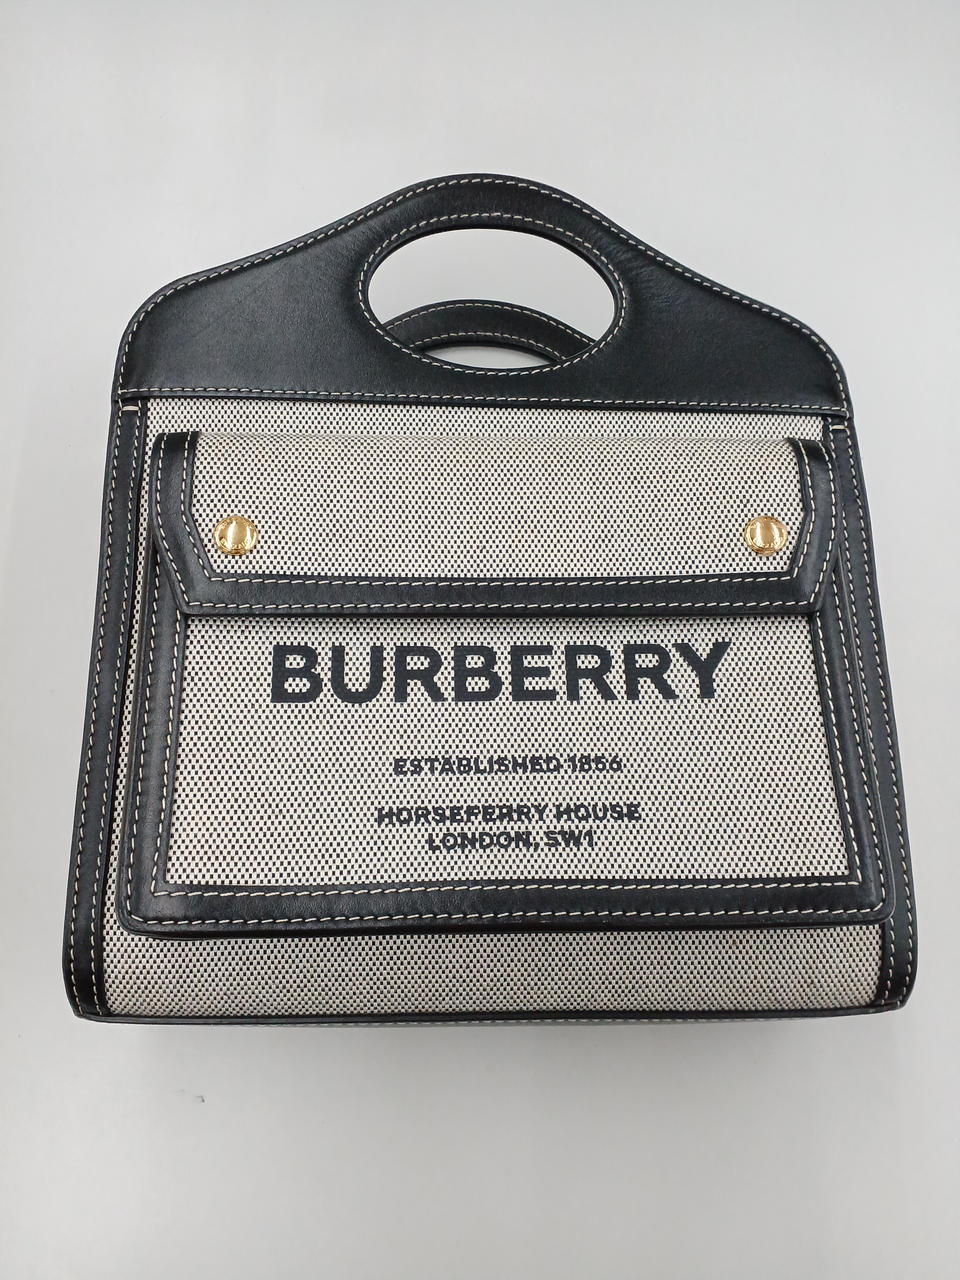 BURBERRY
ESTABLISHED 1856
HORSEFERRY HOUSE
LONDON, SW1